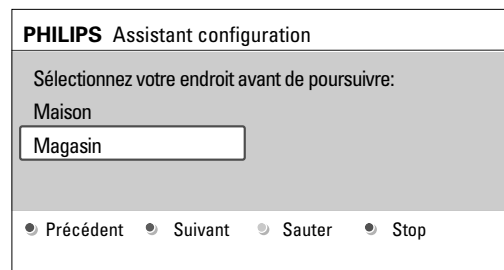 PHILIPS Assistant configuration
Sélectionnez votre endroit avant de poursuivre:
Maison
Magasin
Précédent Suivant Sauter Stop